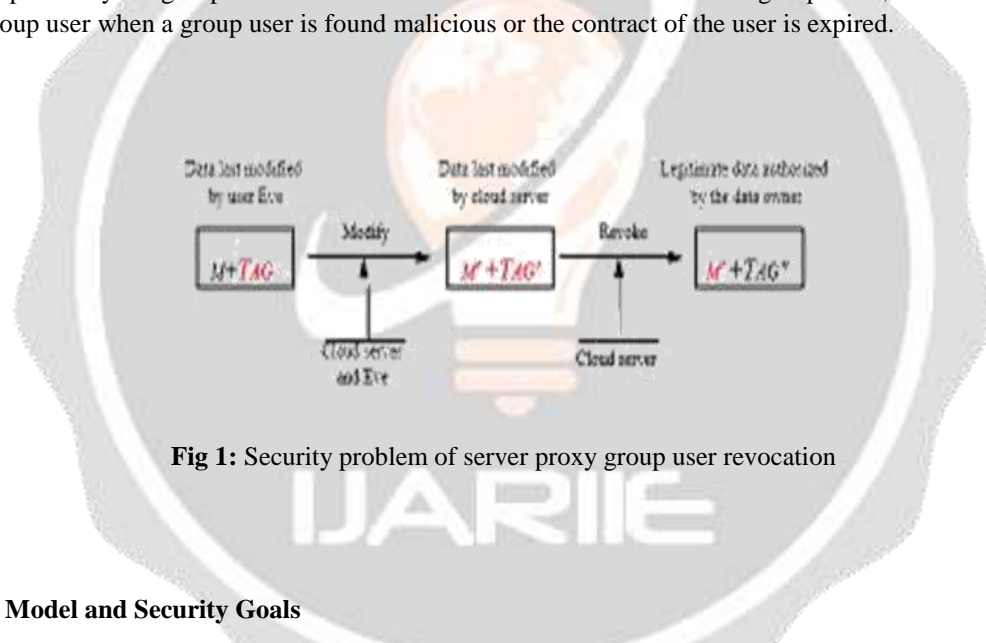 oup user when a group user is found malicious or the contract of the user is expired.
Data last modified
by user Eve
Data last modified
by cloud server
Legitimate data authorized
by the data owner
Modify
Revoke
M+TAG
M'+TAG'
M'+TAG"
Cloud server
and Eve
Cloud server
Fig 1: Security problem of server proxy group user revocation
IJARIIE
Model and Security Goals